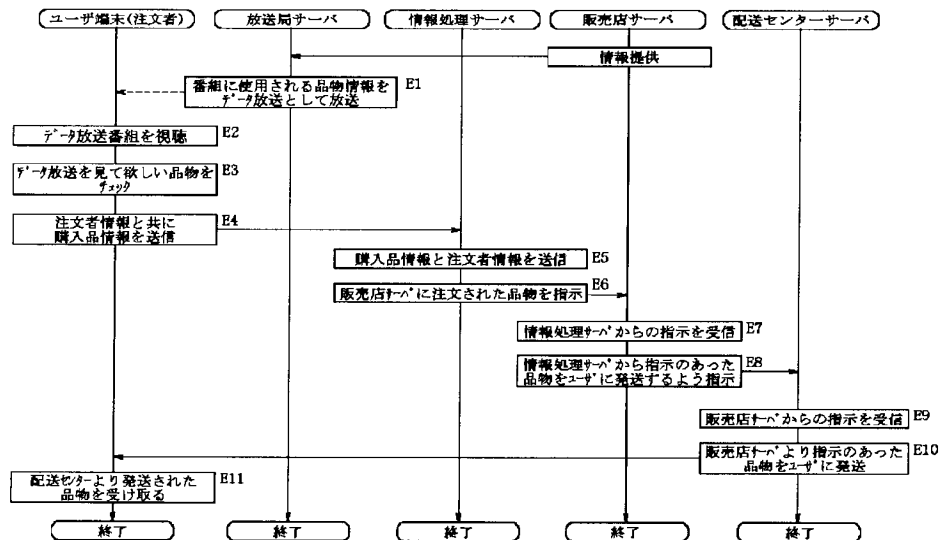 ユーザ端末(注文者)
放送局サーバ
情報処理サーバ
販売店サーバ
配送センターサーバ
情報提供
番組に使用される品物情報を
データ放送として放送
E1
データ放送番組を視聴
E2
データ放送を見て欲しい品物を
チェック
E3
注文者情報と共に
購入品情報を送信
E4
購入品情報と注文者情報を送信
E5
販売店サーバに注文された品物を指示
E6
情報処理サーバからの指示を受信
E7
情報処理サーバから指示のあった
品物をユーザに発送するよう指示
E8
販売店サーバからの指示を受信
E9
販売店サーバより指示のあった
品物をユーザに発送
E10
配送センターより発送された
品物を受け取る
E11
終了
終了
終了
終了
終了